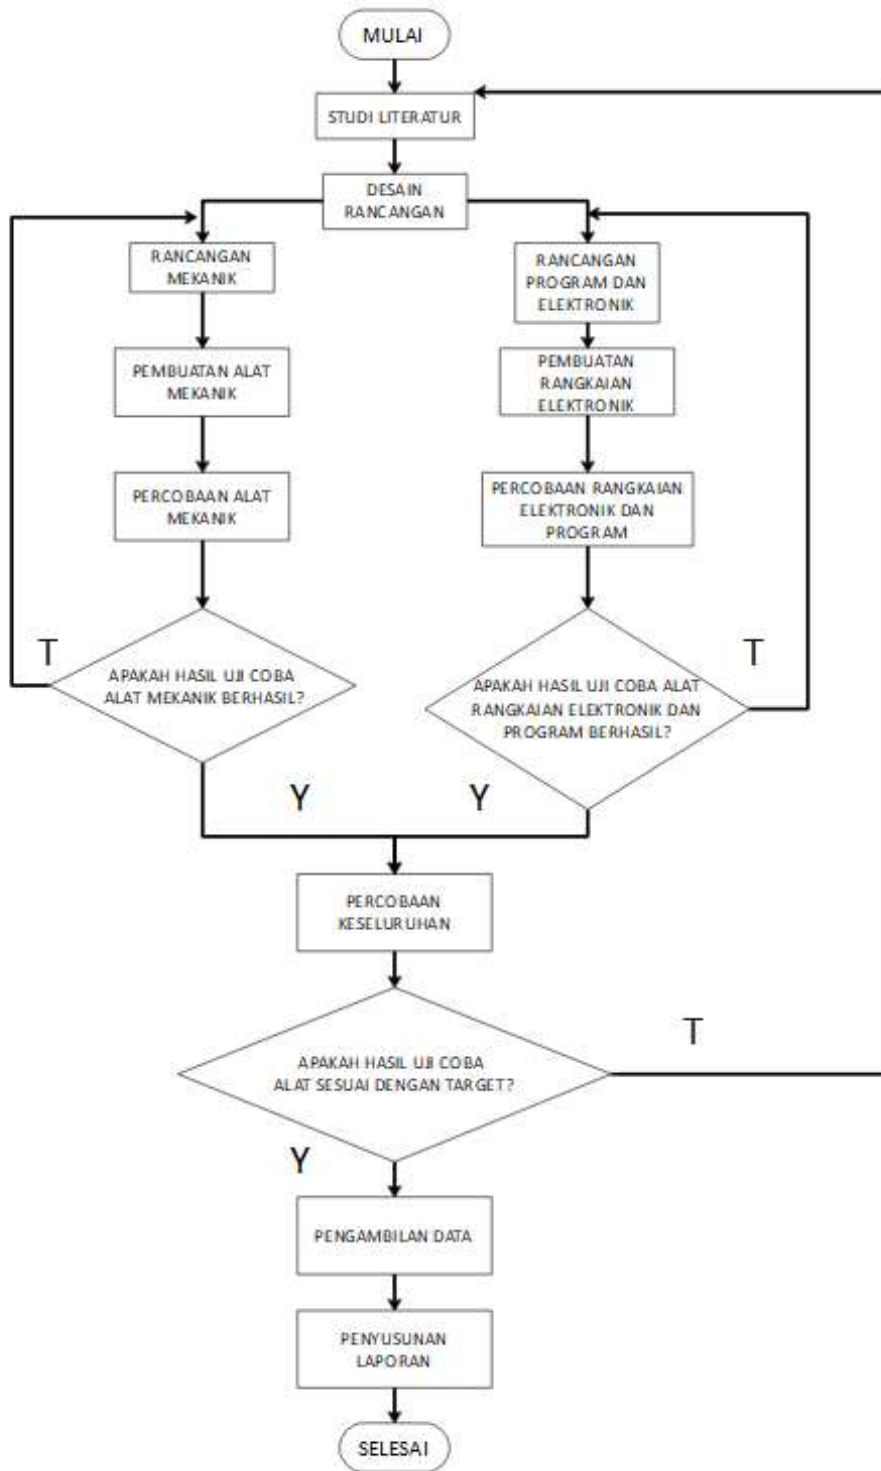 MULAI
STUDI LITERATUR
DESAIN
RANCANGAN
RANCANGAN
MEKANIK
RANCANGAN
PROGRAM DAN
ELEKTRONIK
PEMBUATAN ALAT
MEKANIK
PEMBUATAN
RANGKAIAN
ELEKTRONIK
PERCOBAAN ALAT
MEKANIK
PERCOBAAN RANGKAIAN
ELEKTRONIK DAN
PROGRAM
T
APAKAH HASIL UJI COBA
ALAT MEKANIK BERHASIL?
T
APAKAH HASIL UJI COBA ALAT
RANGKAIAN ELEKTRONIK DAN
PROGRAM BERHASIL?
Y
Y
PERCOBAAN
KESELURUHAN
T
APAKAH HASIL UJI COBA
ALAT SESUAI DENGAN TARGET?
Y
PENGAMBILAN DATA
PENYUSUNAN
LAPORAN
SELESAI